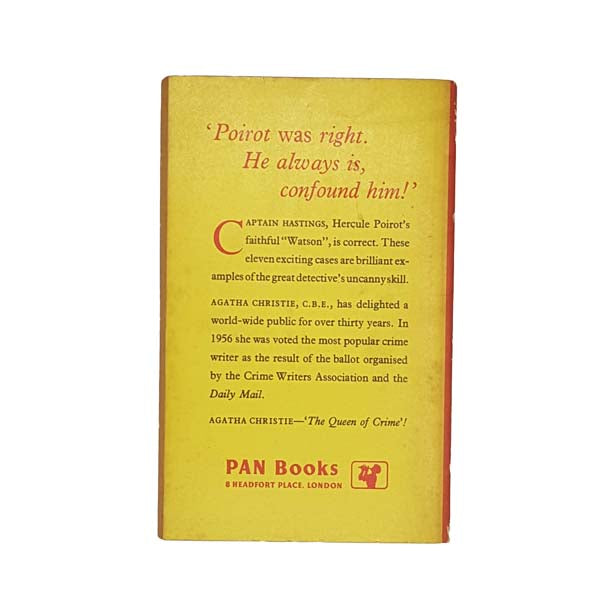 ‘Poirot was right.
He always is,
confound him!’
CAPTAIN HASTINGS, Hercule Poirot’s
faithful “Watson”, is correct. These
eleven exciting cases are brilliant ex-
amples of the great detective’s uncanny skill.
AGATHA CHRISTIE, C.B.E., has delighted a
world-wide public for over thirty years. In
1956 she was voted the most popular crime
writer as the result of the ballot organised
by the Crime Writers Association and the
Daily Mail.
AGATHA CHRISTIE—‘The Queen of Crime’!
PAN Books
8 HEADFORT PLACE, LONDON